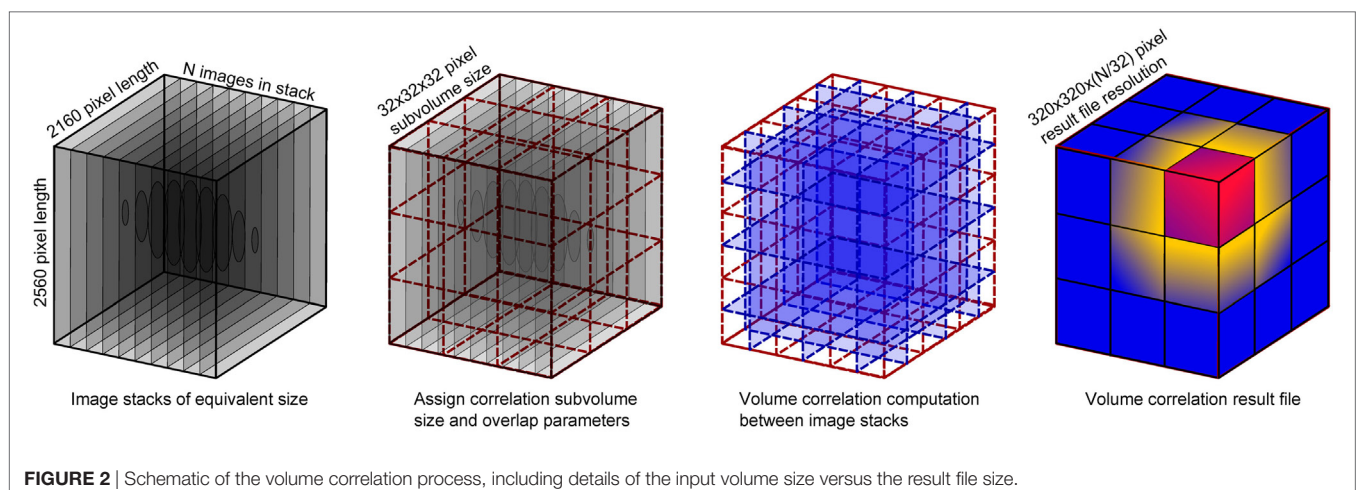 2160 pixel length
N images in stack
2560 pixel length
Image stacks of equivalent size
32x32x32 pixel
subvolume size
Assign correlation subvolume
size and overlap parameters
Volume correlation computation
between image stacks
320x320x(N/32) pixel
result file resolution
Volume correlation result file
FIGURE 2 | Schematic of the volume correlation process, including details of the input volume size versus the result file size.